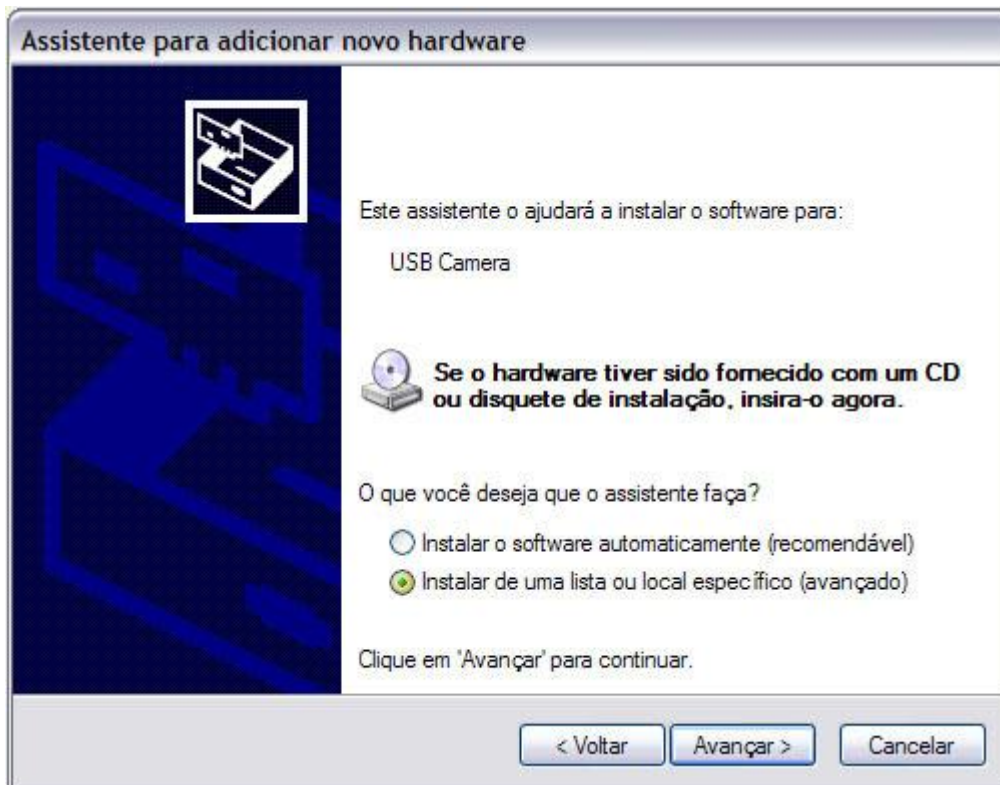 Assistente para adicionar novo hardware
Este assistente o ajudará a instalar o software para:
USB Camera
Se o hardware tiver sido fornecido com um CD
ou disquete de instalação, insira-o agora.
O que você deseja que o assistente faça?
Instalar o software automaticamente (recomendável)
Instalar de uma lista ou local específico (avançado)
Clique em 'Avançar' para continuar.
< Voltar
Avançar >
Cancelar